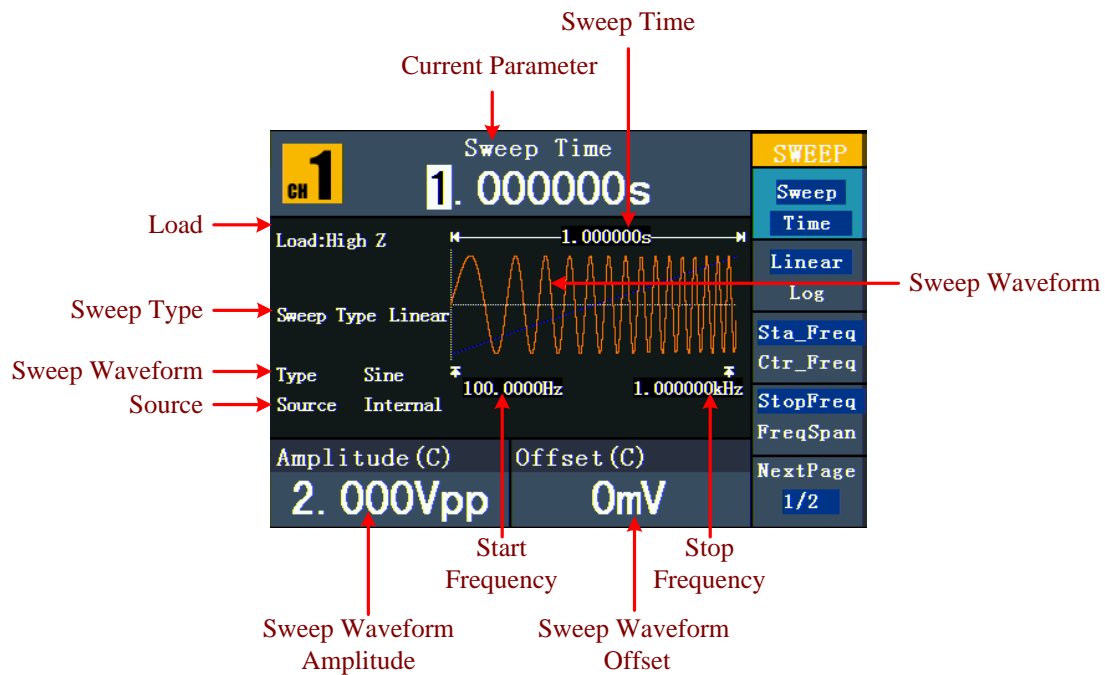 Sweep Time
Current Parameter
CH 1
Sweep Time
1.000000s
SWEEP
Sweep
Time
Load
Load:High Z
1.000000s
Linear
Log
Sweep Waveform
Sweep Type
Sweep Type Linear
Sta_Freq
Ctr_Freq
Sweep Waveform
Type Sine
100.0000Hz
1.000000kHz
Source
Source Internal
StopFreq
FreqSpan
Amplitude(C)
Offset(C)
NextPage
1/2
2.000Vpp
0mV
Start
Frequency
Stop
Frequency
Sweep Waveform
Amplitude
Sweep Waveform
Offset